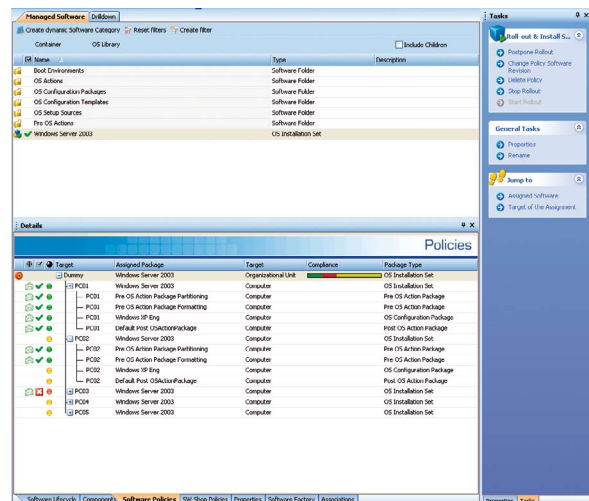 Managed Software Drilldown
Create dynamic Software Category Reset filters Create filter
Container OS Library Include Children
Name Type Description
Boot Environments Software Folder
OS Actions Software Folder
OS Configuration Packages Software Folder
OS Configuration Templates Software Folder
OS Setup Sources Software Folder
Pre OS Actions Software Folder
Windows Server 2003 OS Installation Set
Details
Policies
Target Assigned Package Target Compliance Package Type
Dummy Windows Server 2003 Organizational Unit OS Installation Set
PC01 Windows Server 2003 Computer OS Installation Set
PC01 Pre OS Action Package Partitioning Computer Pre OS Action Package
PC01 Pre OS Action Package Formatting Computer Pre OS Action Package
PC01 Windows XP Eng Computer OS Configuration Package
PC01 Default Post OSActionPackage Computer Post OS Action Package
PC02 Windows Server 2003 Computer OS Installation Set
PC02 Pre OS Action Package Partitioning Computer Pre OS Action Package
PC02 Pre OS Action Package Formatting Computer Pre OS Action Package
PC02 Windows XP Eng Computer OS Configuration Package
PC02 Default Post OSActionPackage Computer Post OS Action Package
PC03 Windows Server 2003 Computer OS Installation Set
PC04 Windows Server 2003 Computer OS Installation Set
PC05 Windows Server 2003 Computer OS Installation Set
Software Lifecycle Components Software Policies SW Shop Policies Properties Software Factory Associations
Tasks
Roll-out & Install S...
Postpone Rollout
Change Policy Software
Revision
Delete Policy
Stop Rollout
Start Rollout
General Tasks
Properties
Rename
Jump to
Assigned Software
Target of the Assignment
Properties Tasks